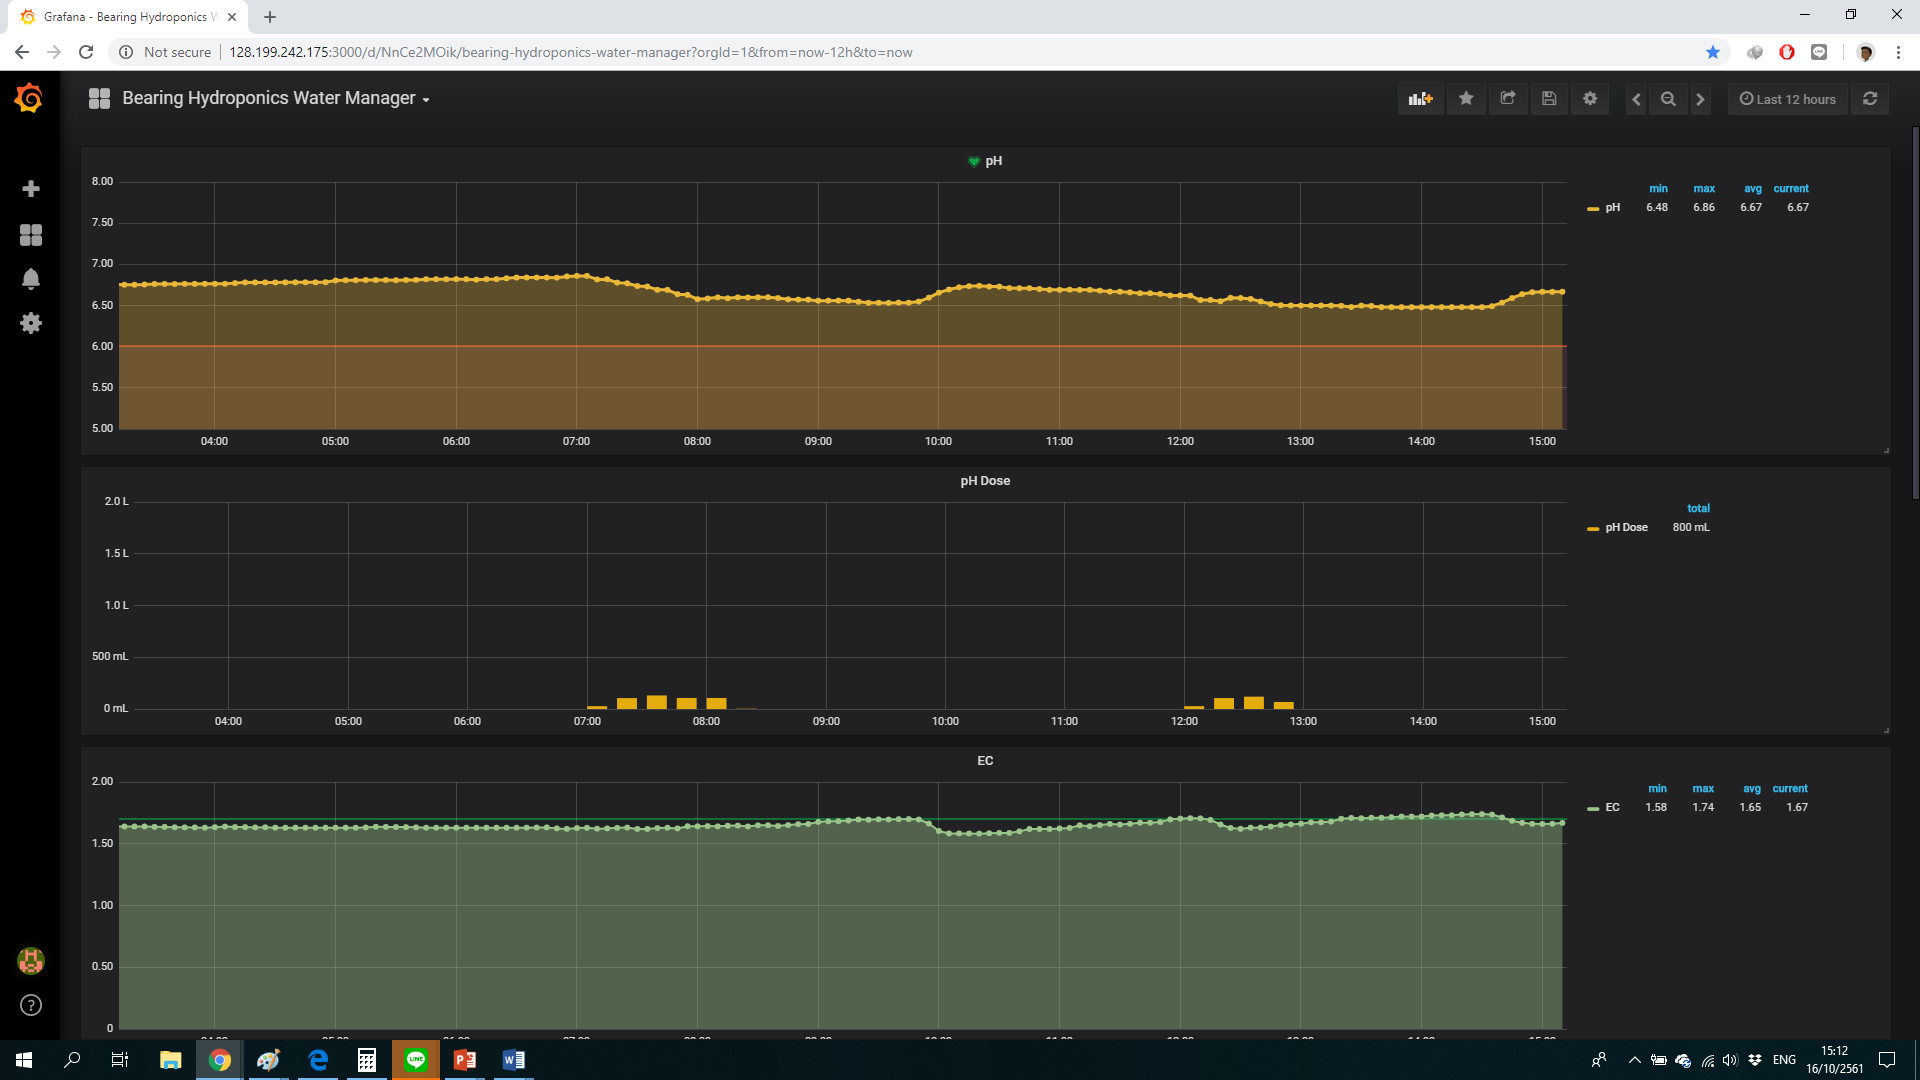 Grafana - Bearing Hydroponics W
Not secure
128.199.242.175:3000/d/NnCe2MOik/bearing-hydroponics-water-manager?orgId=1&from=now-12h&to=now
Bearing Hydroponics Water Manager
Last 12 hours
pH
8.00
7.50
7.00
6.50
6.00
5.50
5.00
04:00 05:00 06:00 07:00 08:00 09:00 10:00 11:00 12:00 13:00 14:00 15:00
min max avg current
pH 6.48 6.86 6.67 6.67
pH Dose
2.0 L
1.5 L
1.0 L
500 mL
0 mL
04:00 05:00 06:00 07:00 08:00 09:00 10:00 11:00 12:00 13:00 14:00 15:00
total
pH Dose 800 mL
EC
2.00
1.50
1.00
0.50
0
min max avg current
EC 1.58 1.74 1.65 1.67
LINE
ENG
15:12
16/10/2561